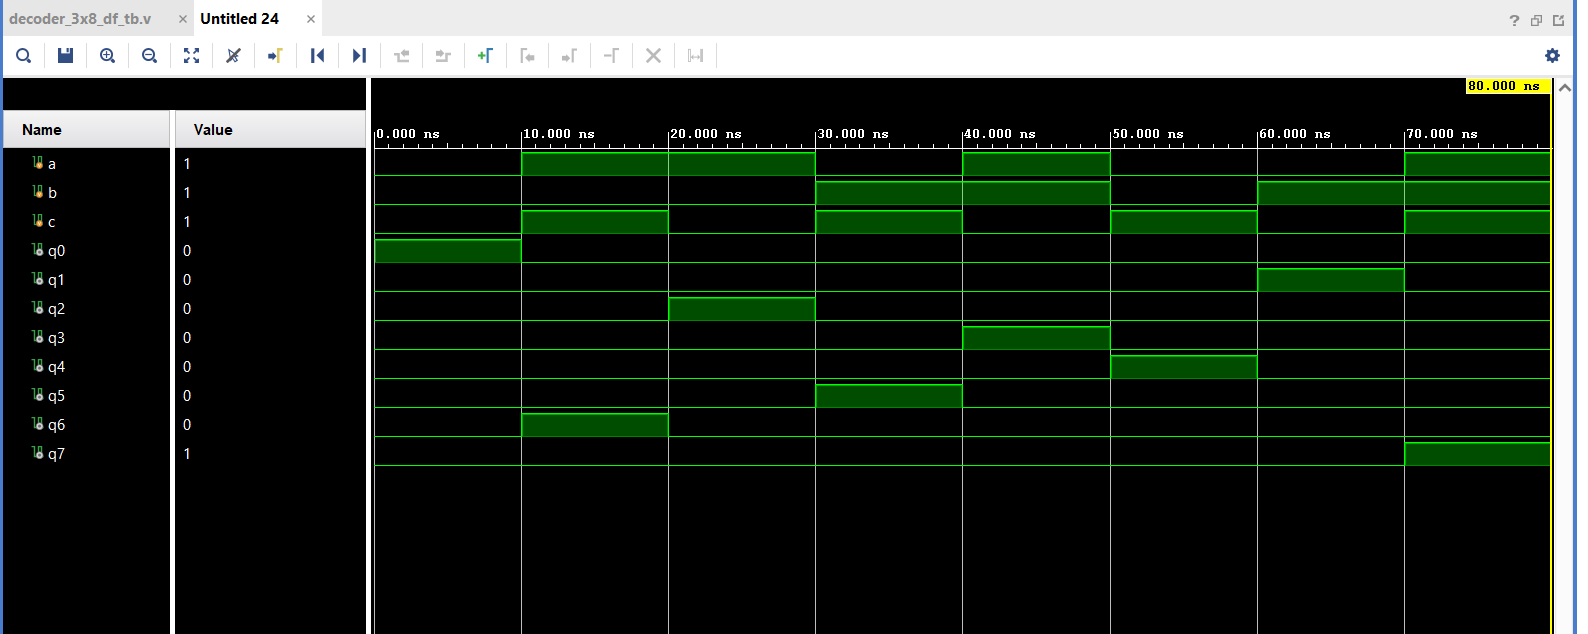 decoder_3x8_df_tb.v × Untitled 24 ×
80.000 ns
Name Value
0.000 ns 10.000 ns 20.000 ns 30.000 ns 40.000 ns 50.000 ns 60.000 ns 70.000 ns
a 1
b 1
c 1
q0 0
q1 0
q2 0
q3 0
q4 0
q5 0
q6 0
q7 1